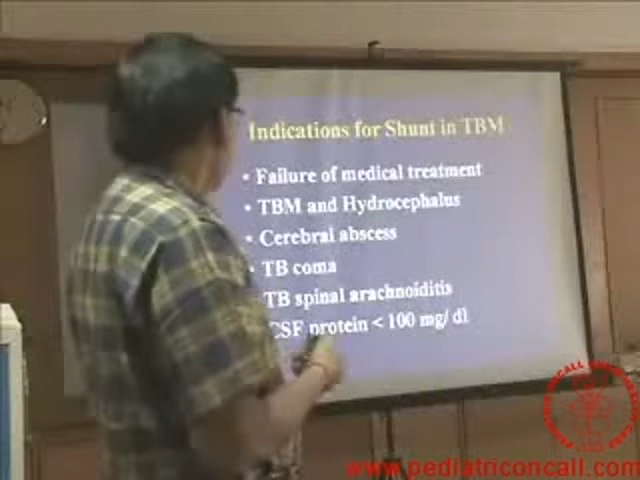 Indications for Shunt in TBM
• Failure of medical treatment
• TBM and Hydrocephalus
• Cerebral abscess
• TB coma
TB spinal arachnoiditis
CSF protein < 100 mg/ dl
www.pediatriconcall.com